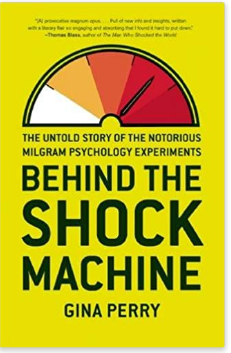 "[A] provocative magnum opus. . . . Full of new info and insights, written
with a literary flair so engaging and absorbing that I found it hard to put down."
—Thomas Blass, author of The Man Who Shocked the World
THE UNTOLD STORY OF THE NOTORIOUS
MILGRAM PSYCHOLOGY EXPERIMENTS
BEHIND THE
SHOCK
MACHINE
GINA PERRY